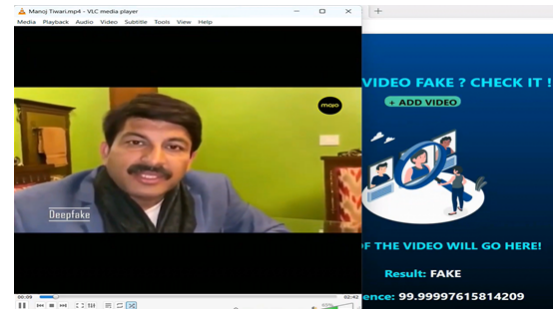 Manoj Tiwari.mp4 - VLC media player
Media Playback Audio Video Subtitle Tools View Help
mojo
Deepfake
00:09
02:42
VIDEO FAKE ? CHECK IT !
+ ADD VIDEO
OF THE VIDEO WILL GO HERE!
Result: FAKE
ence: 99.99997615814209